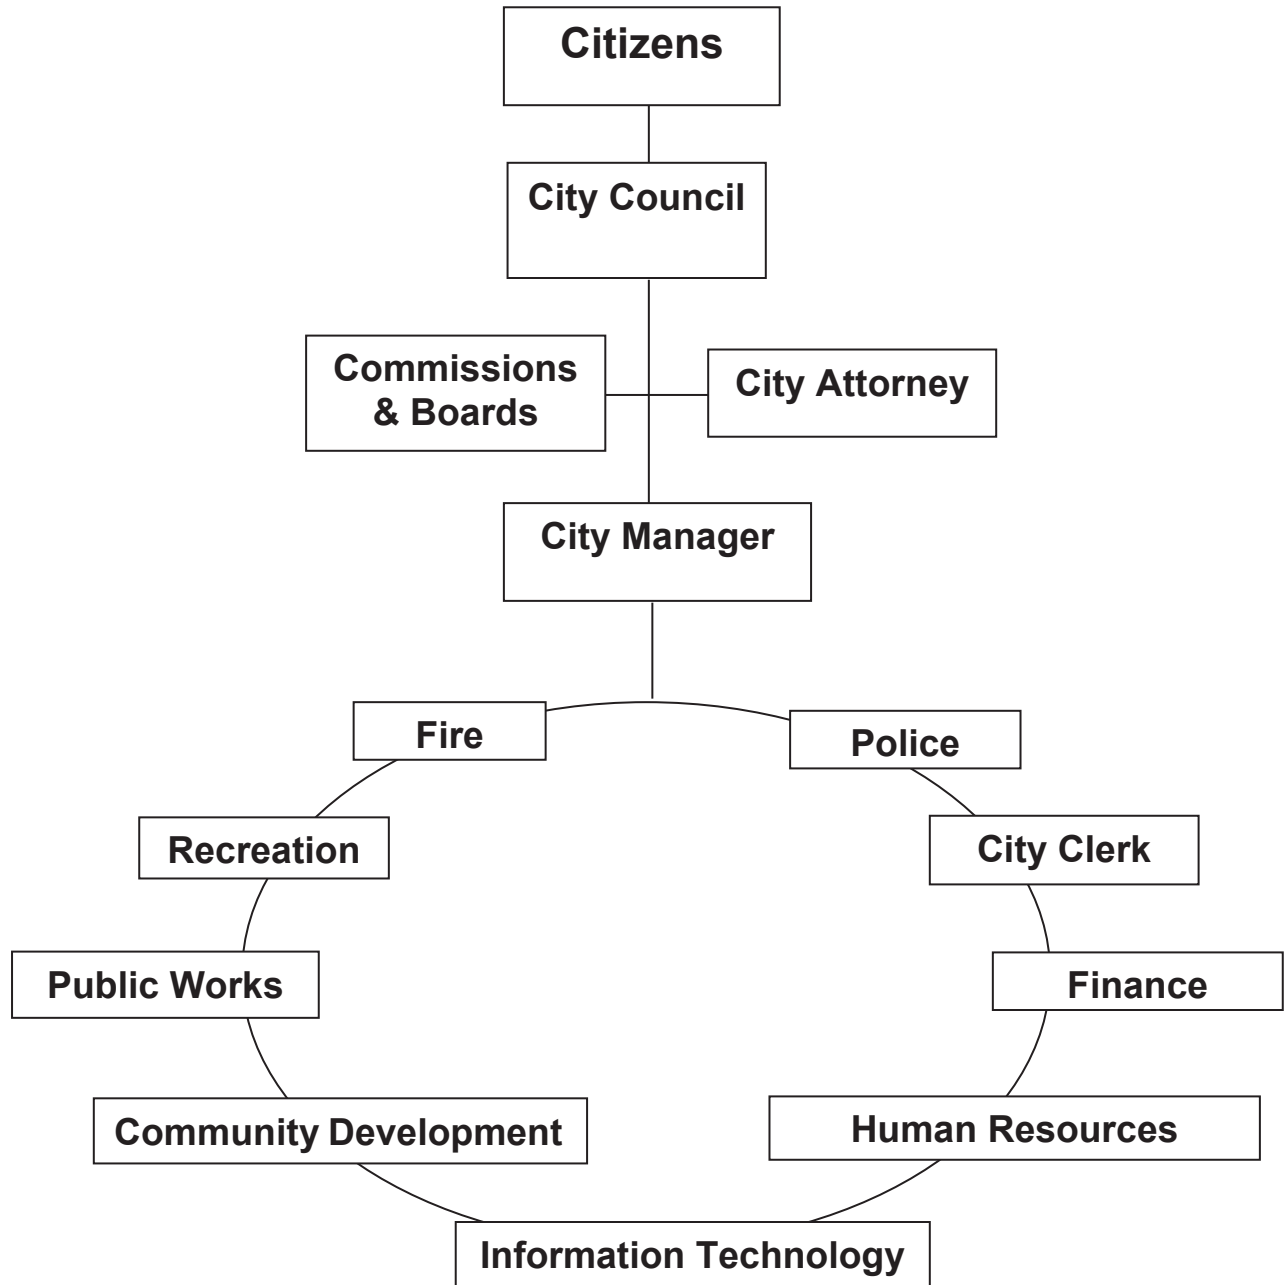 Citizens
City Council
Commissions
& Boards
City Attorney
City Manager
Fire
Police
Recreation
City Clerk
Public Works
Finance
Community Development
Human Resources
Information Technology